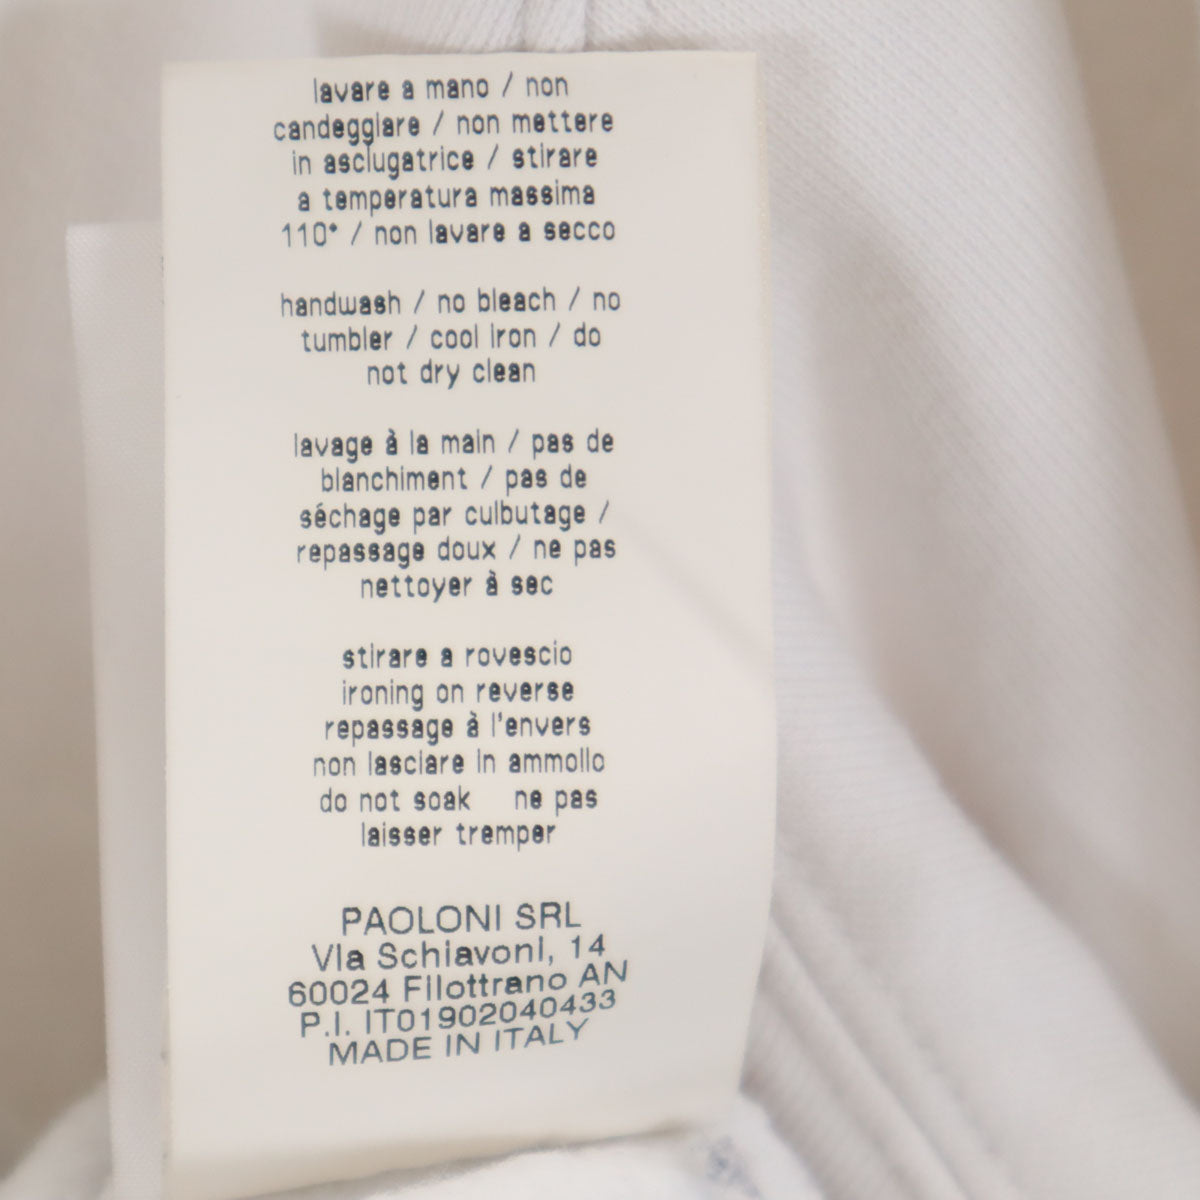 lavare a mano / non
candeggiare / non mettere
in asciugatrice / stirare
a temperatura massima
110° / non lavare a secco
handwash / no bleach / no
tumbler / cool iron / do
not dry clean
lavage à la main / pas de
blanchiment / pas de
séchage par culbutage /
repassage doux / ne pas
nettoyer à sec
stirare a rovescio
ironing on reverse
repassage à l'envers
non lasciare in ammollo
do not soak ne pas
laisser tremper
PAOLONI SRL
Via Schiavoni, 14
60024 Filottrano AN
P.I. IT01902040433
MADE IN ITALY